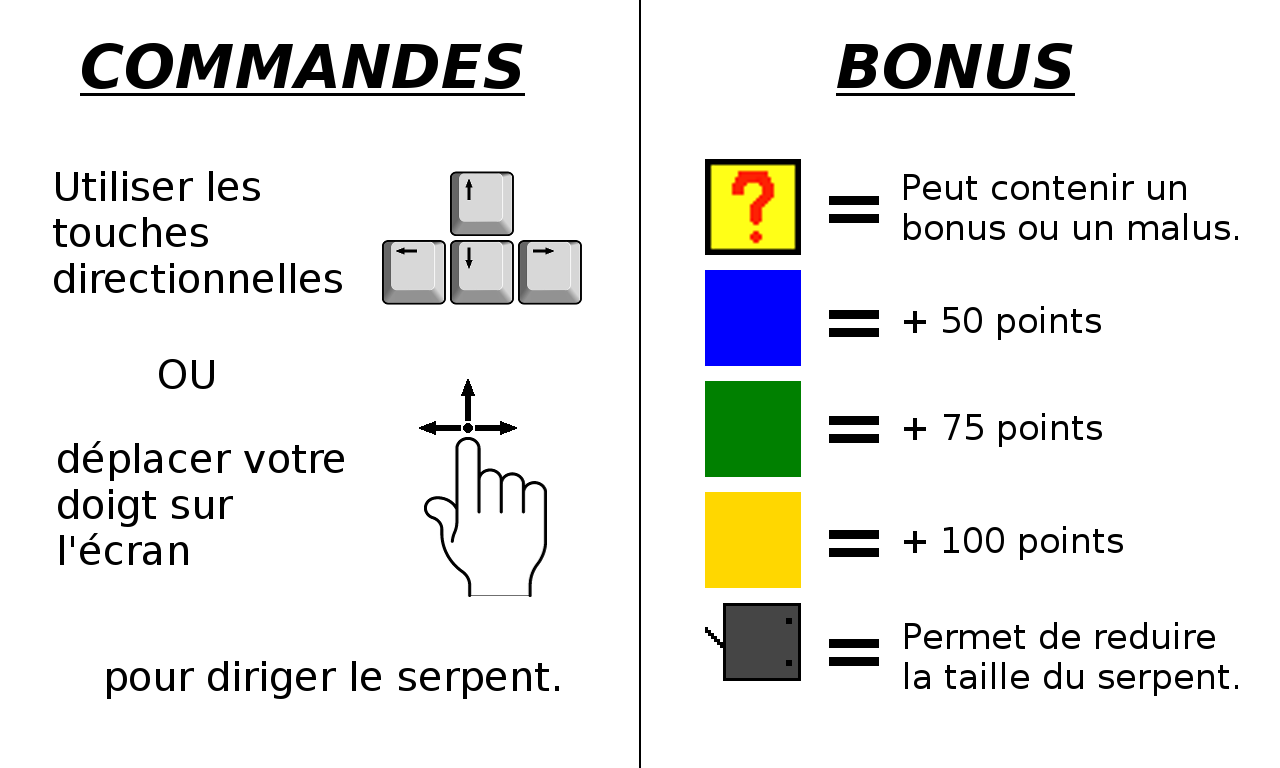 COMMANDES
Utiliser les
touches
directionnelles
OU
déplacer votre
doigt sur
l'écran
pour diriger le serpent.
BONUS
?
= Peut contenir un
bonus ou un malus.
= + 50 points
= + 75 points
= + 100 points
= Permet de reduire
la taille du serpent.